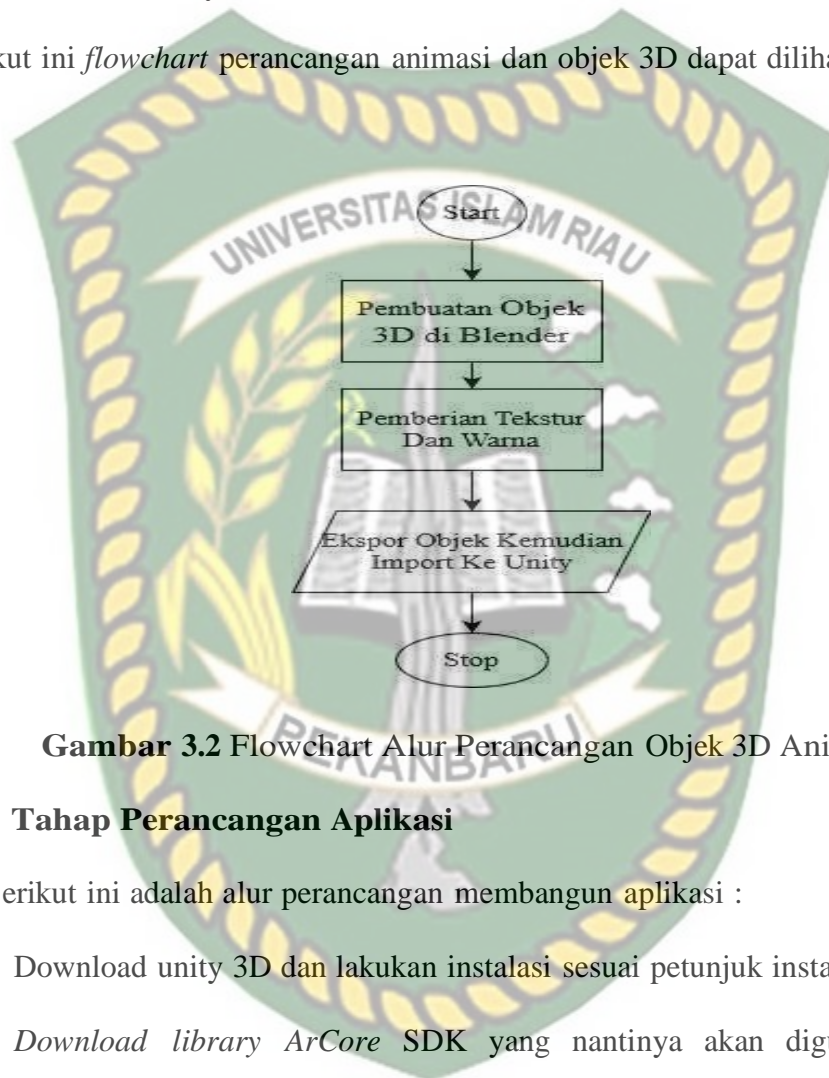 kut ini flowchart perancangan animasi dan objek 3D dapat diliha
UNIVERSITAS ISLAM RIAU
Start
Pembuatan Objek
3D di Blender
Pemberian Tekstur
Dan Warna
Ekspor Objek Kemudian
Import Ke Unity
Stop
PEKANBARU
Gambar 3.2 Flowchart Alur Perancangan Objek 3D Ani
Tahap Perancangan Aplikasi
erikut ini adalah alur perancangan membangun aplikasi :
Download unity 3D dan lakukan instalasi sesuai petunjuk insta
Download library ArCore SDK yang nantinya akan dig